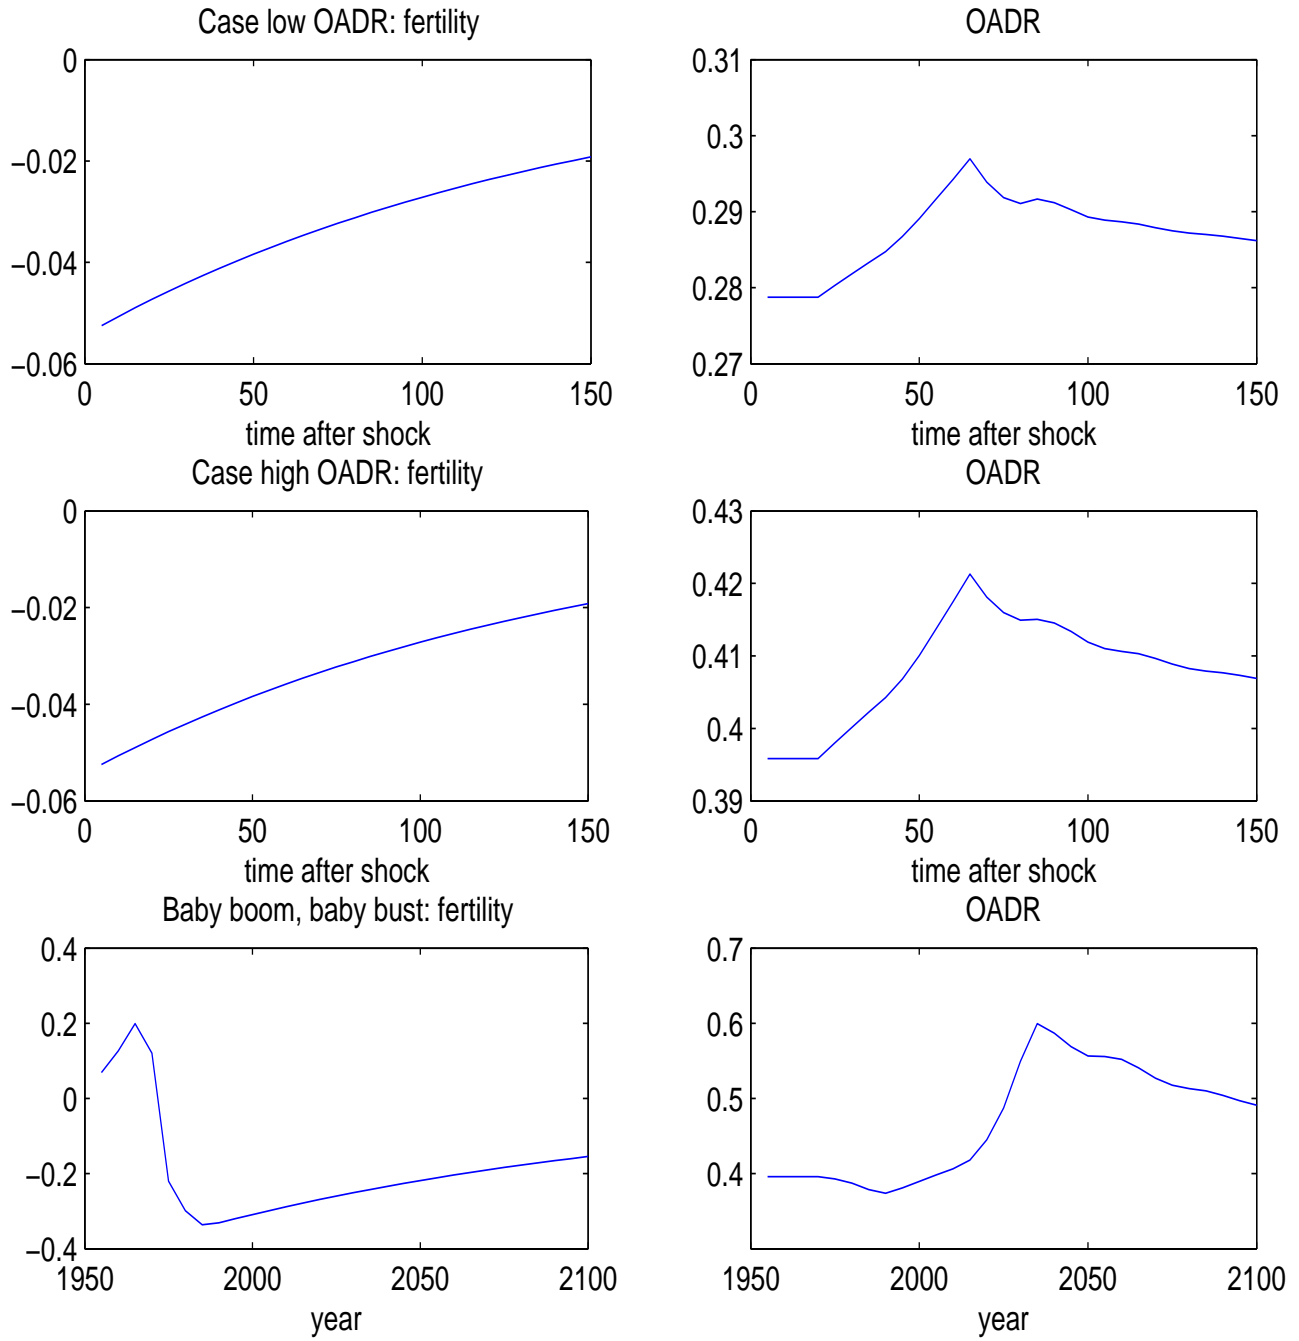 Case low OADR: fertility
0
−0.02
−0.04
−0.06
0 50 100 150
time after shock
OADR
0.31
0.3
0.29
0.28
0.27
0 50 100 150
time after shock
Case high OADR: fertility
0
−0.02
−0.04
−0.06
0 50 100 150
time after shock
OADR
0.43
0.42
0.41
0.4
0.39
0 50 100 150
time after shock
Baby boom, baby bust: fertility
0.4
0.2
0
−0.2
−0.4
1950 2000 2050 2100
year
OADR
0.7
0.6
0.5
0.4
1950 2000 2050 2100
year